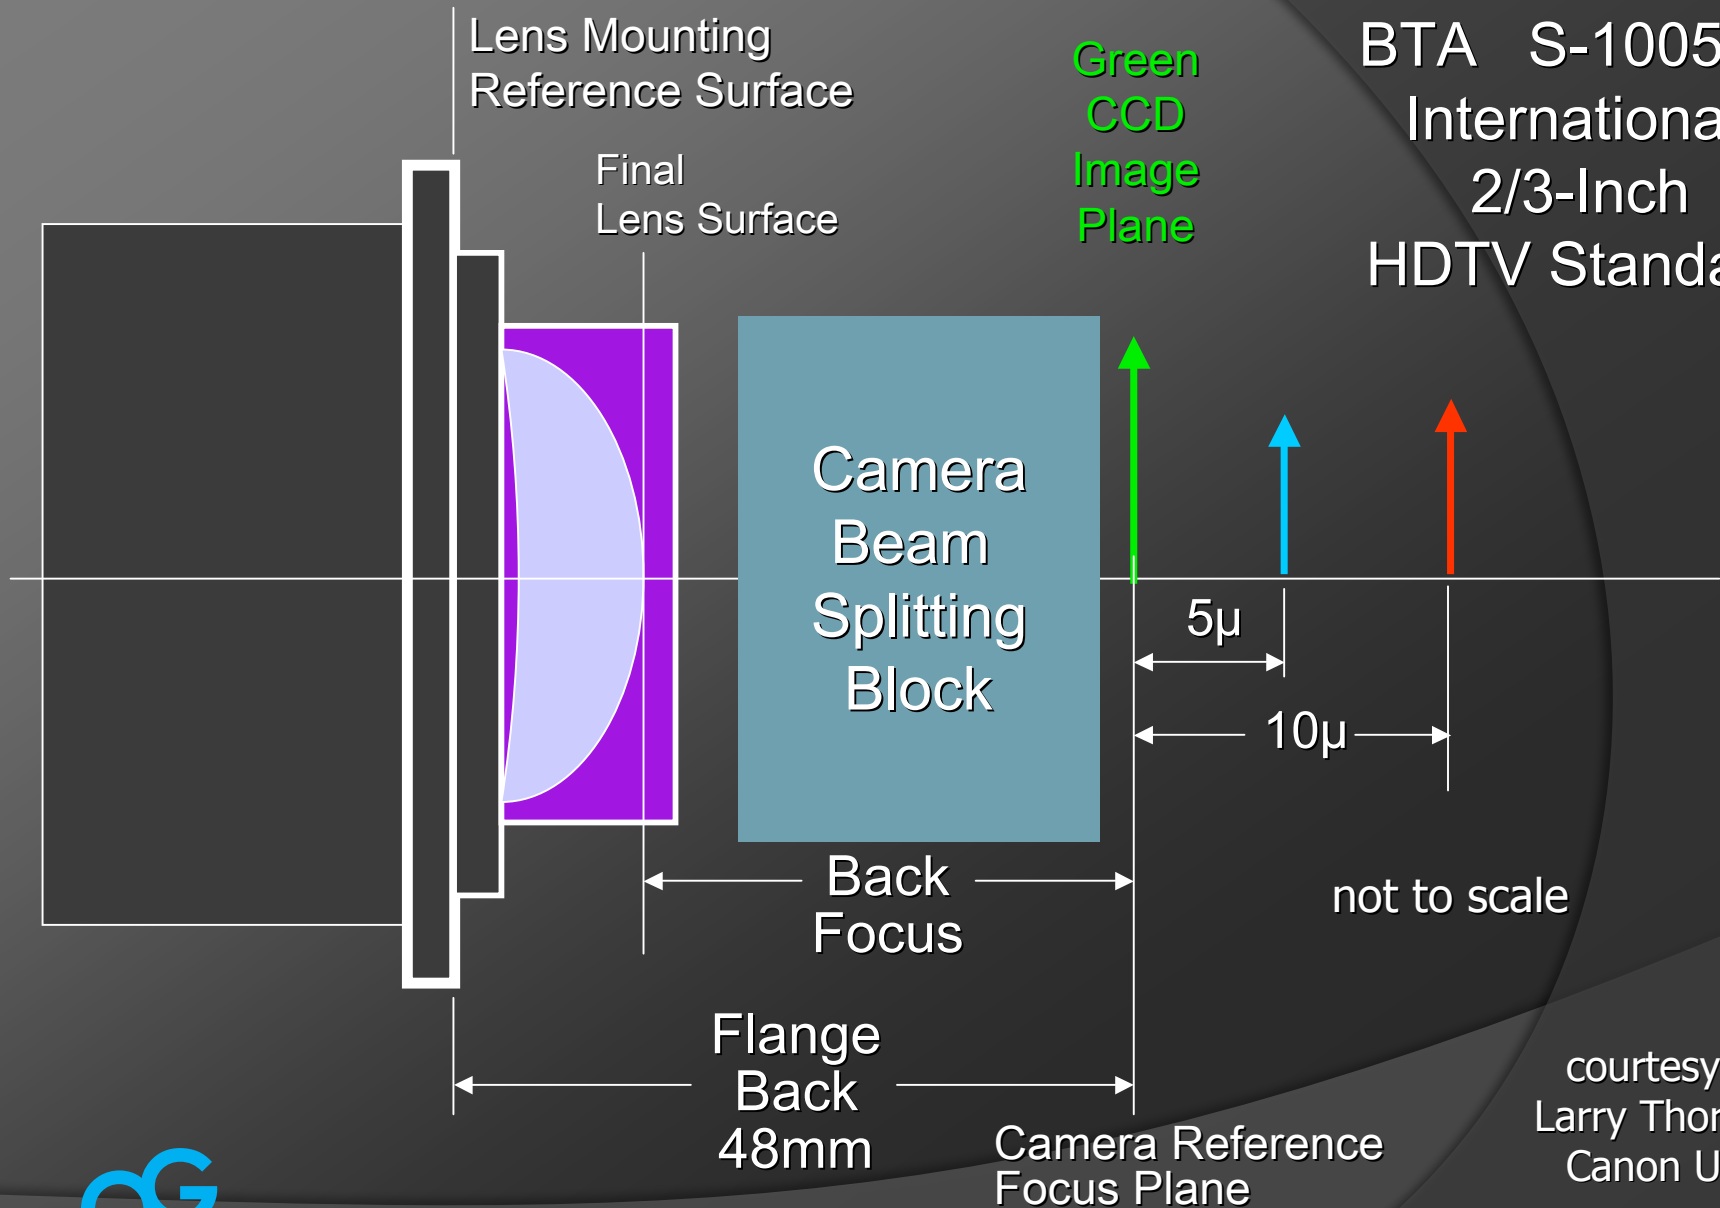 Lens Mounting
Reference Surface
Final
Lens Surface
Green
CCD
Image
Plane
BTA S-1005
Internationa
2/3-Inch
HDTV Standa
Camera
Beam
Splitting
Block
5µ
10µ
Back
Focus
not to scale
Flange
Back
48mm
Camera Reference
Focus Plane
courtesy
Larry Thor
Canon U